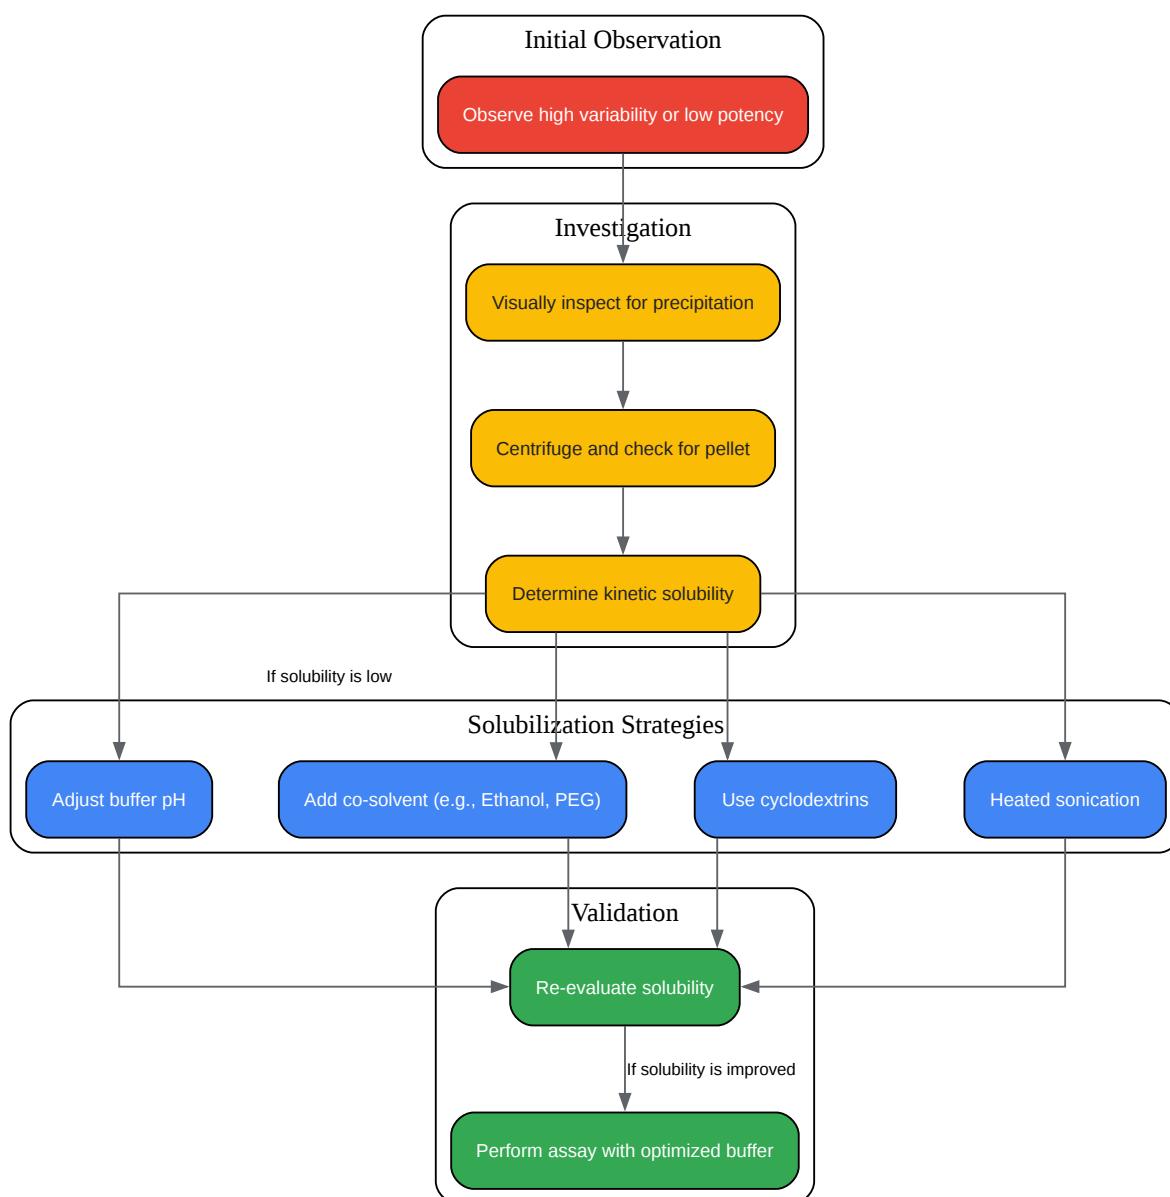 Initial Observation
Observe high variability or low potency
Investigation
Visually inspect for precipitation
Centrifuge and check for pellet
Determine kinetic solubility
If solubility is low
Solubilization Strategies
Adjust buffer pH
Add co-solvent (e.g., Ethanol, PEG)
Use cyclodextrins
Heated sonication
Validation
Re-evaluate solubility
If solubility is improved
Perform assay with optimized buffer